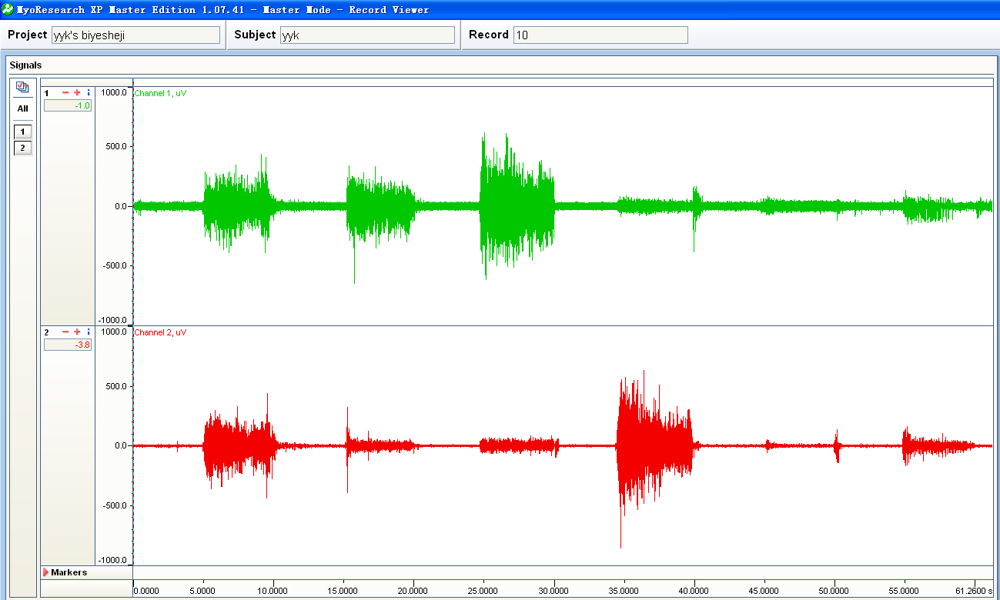 MyoResearch XP Master Edition 1.07.41 - Master Mode - Record Viewer
Project yyk's biyesheji Subject yyk Record 10
Signals
All
1
2
1 - + i
-1.0
1000.0
Channel 1, uV
500.0
0.0
-500.0
-1000.0
2 - + i
-3.8
1000.0
Channel 2, uV
500.0
0.0
-500.0
-1000.0
Markers
0.0000 5.0000 10.0000 15.0000 20.0000 25.0000 30.0000 35.0000 40.0000 45.0000 50.0000 55.0000 61.2600 s